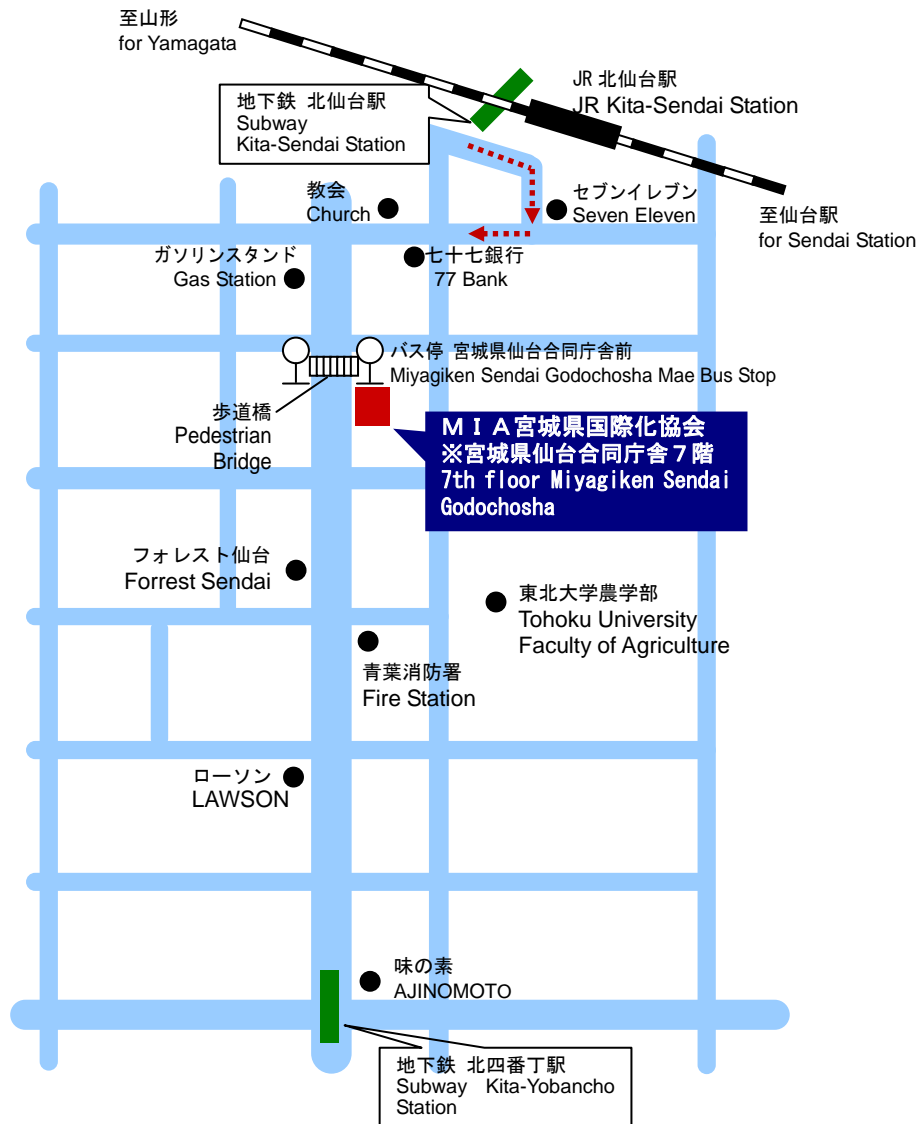 至山形
for Yamagata
JR 北仙台駅
JR Kita-Sendai Station
地下鉄 北仙台駅
Subway
Kita-Sendai Station
教会
Church
セブンイレブン
Seven Eleven
至仙台駅
for Sendai Station
ガソリンスタンド
Gas Station
七十七銀行
77 Bank
バス停 宮城県仙台合同庁舎前
Miyagiken Sendai Godochosha Mae Bus Stop
歩道橋
Pedestrian
Bridge
ＭＩＡ宮城県国際化協会
※宮城県仙台合同庁舎７階
7th floor Miyagiken Sendai
Godochosha
フォレスト仙台
Forrest Sendai
東北大学農学部
Tohoku University
Faculty of Agriculture
青葉消防署
Fire Station
ローソン
LAWSON
味の素
AJINOMOTO
地下鉄 北四番丁駅
Subway　Kita-Yobancho
Station